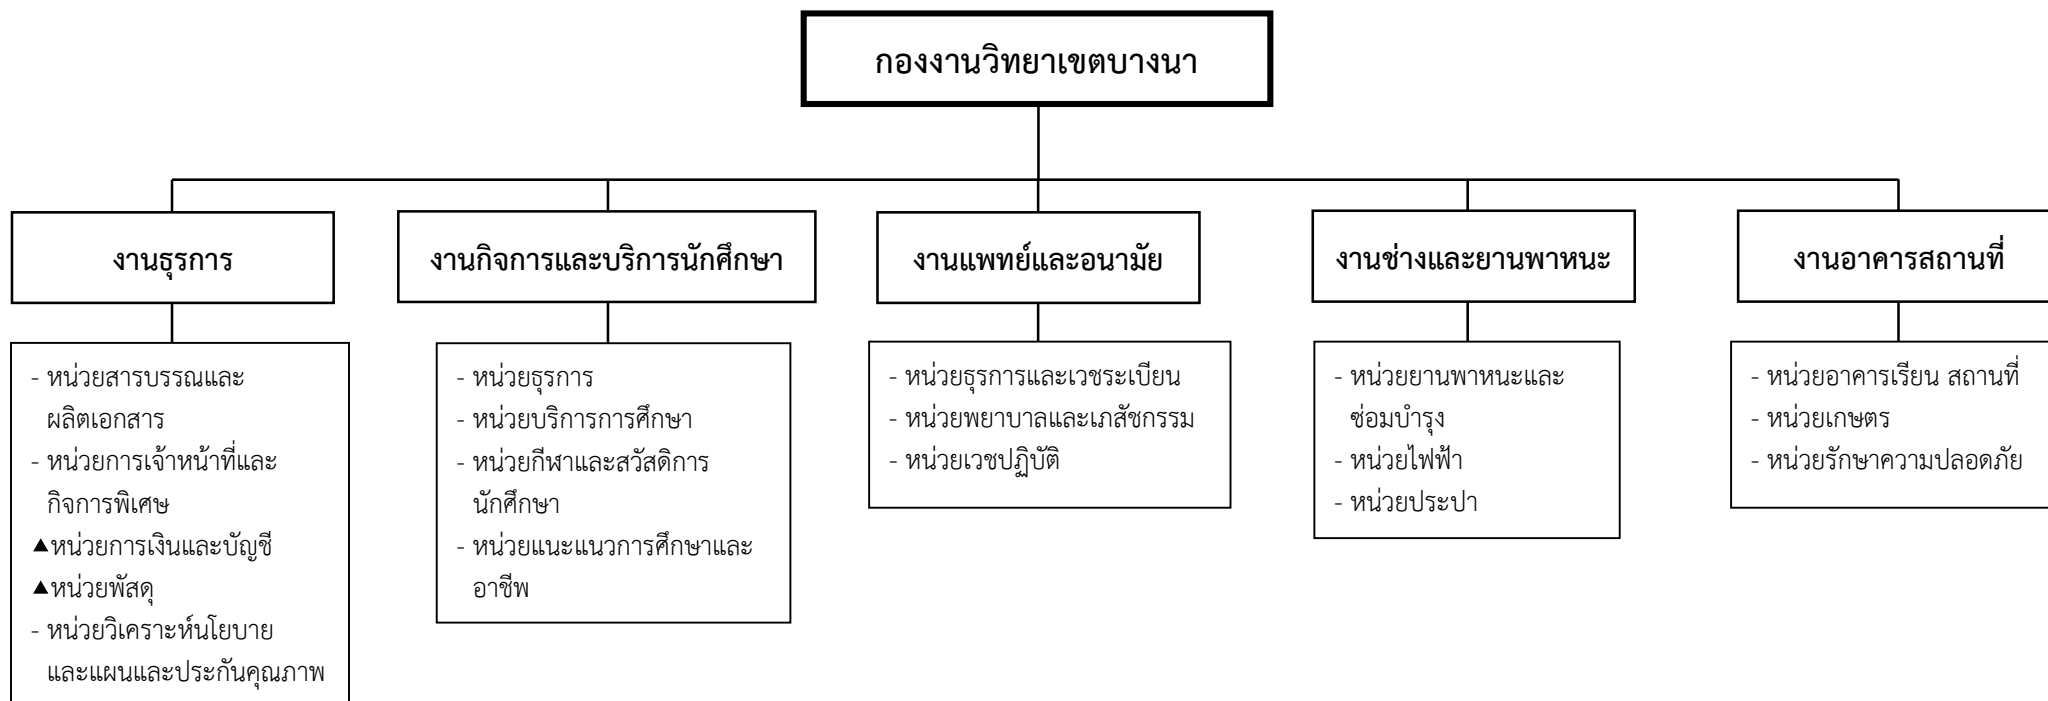 กองงานวิทยาเขตบางนา
งานธุรการ
- หน่วยสารบรรณและ
ผลิตเอกสาร
- หน่วยการเจ้าหน้าที่และ
กิจการพิเศษ
▲หน่วยการเงินและบัญชี
▲หน่วยพัสดุ
- หน่วยวิเคราะห์นโยบาย
และแผนและประกันคุณภาพ
งานกิจการและบริการนักศึกษา
- หน่วยธุรการ
- หน่วยบริการการศึกษา
- หน่วยกีฬาและสวัสดิการ
นักศึกษา
- หน่วยแนะแนวการศึกษาและ
อาชีพ
งานแพทย์และอนามัย
- หน่วยธุรการและเวชระเบียน
- หน่วยพยาบาลและเภสัชกรรม
- หน่วยเวชปฏิบัติ
งานช่างและยานพาหนะ
- หน่วยยานพาหนะและ
ซ่อมบำรุง
- หน่วยไฟฟ้า
- หน่วยประปา
งานอาคารสถานที่
- หน่วยอาคารเรียน สถานที่
- หน่วยเกษตร
- หน่วยรักษาความปลอดภัย